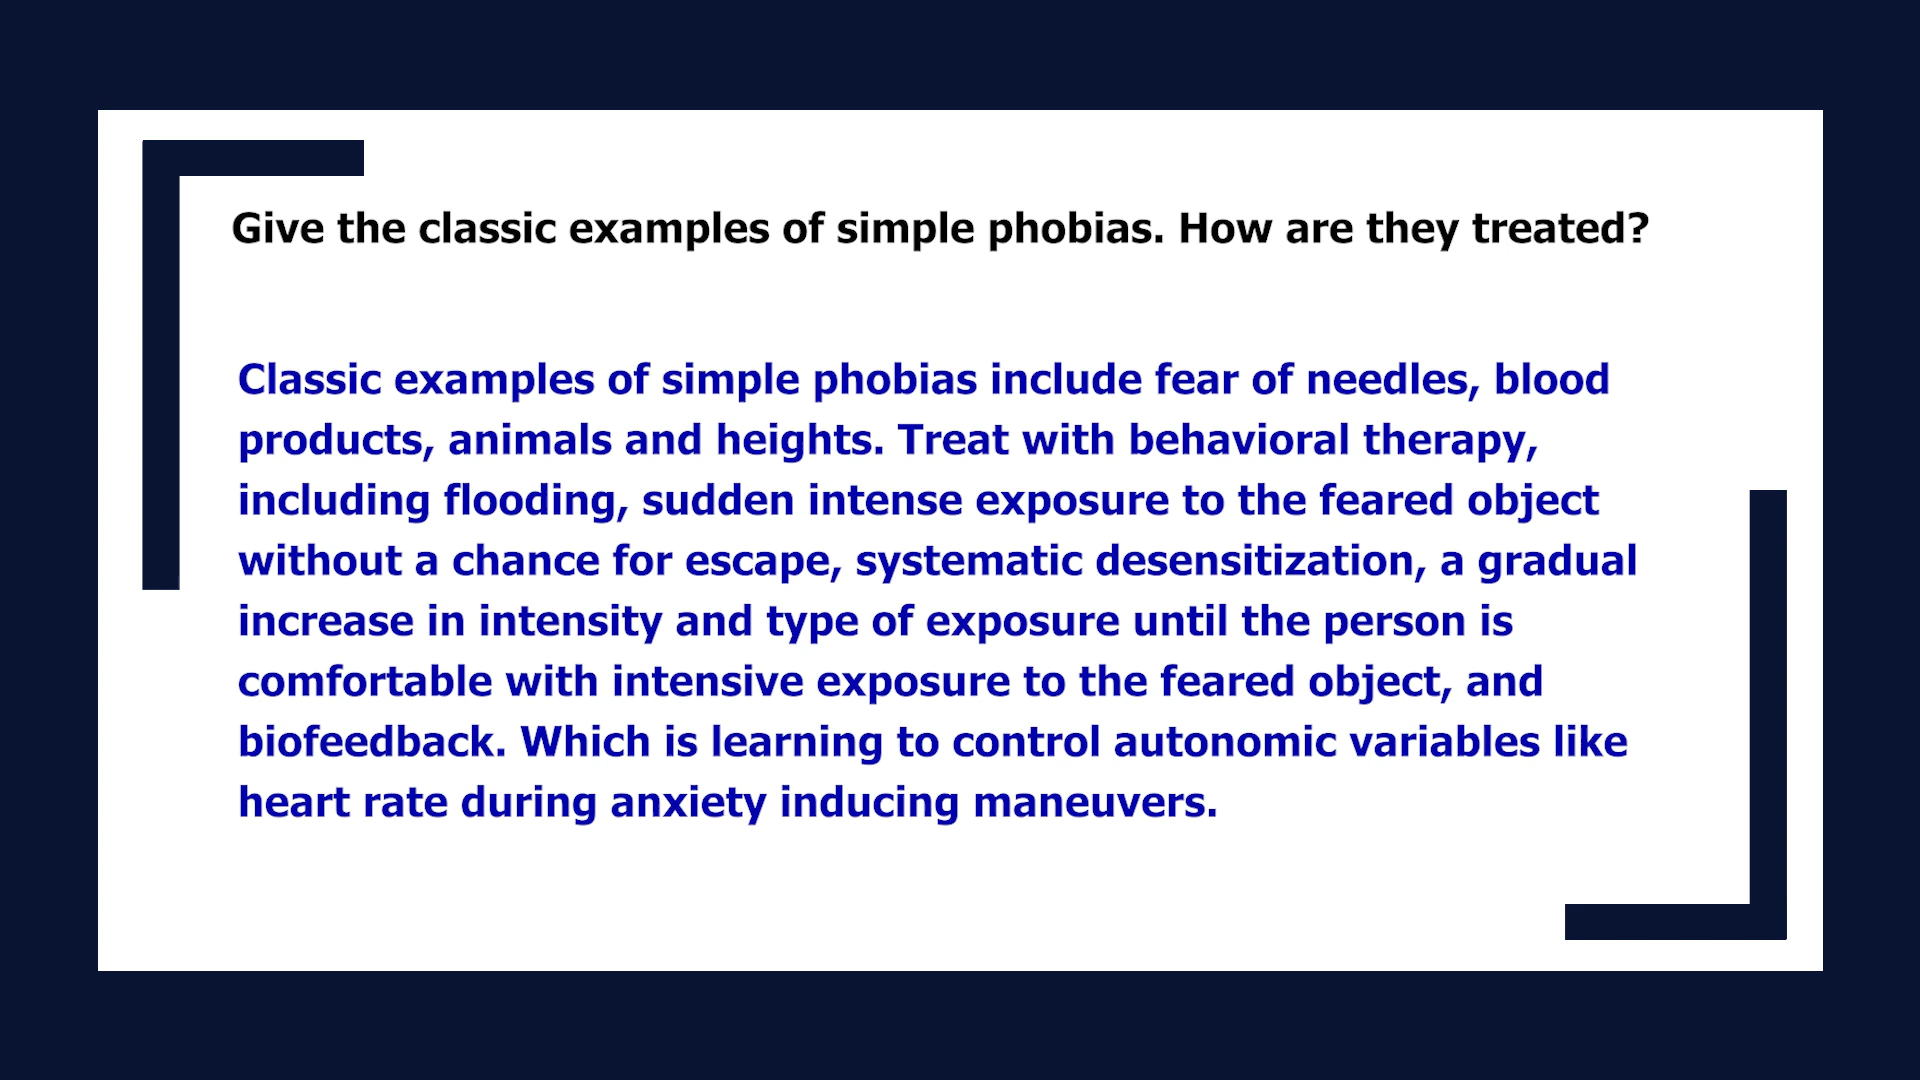 Give the classic examples of simple phobias. How are they treated?
Classic examples of simple phobias include fear of needles, blood
products, animals and heights. Treat with behavioral therapy,
including flooding, sudden intense exposure to the feared object
without a chance for escape, systematic desensitization, a gradual
increase in intensity and type of exposure until the person is
comfortable with intensive exposure to the feared object, and
biofeedback. Which is learning to control autonomic variables like
heart rate during anxiety inducing maneuvers.